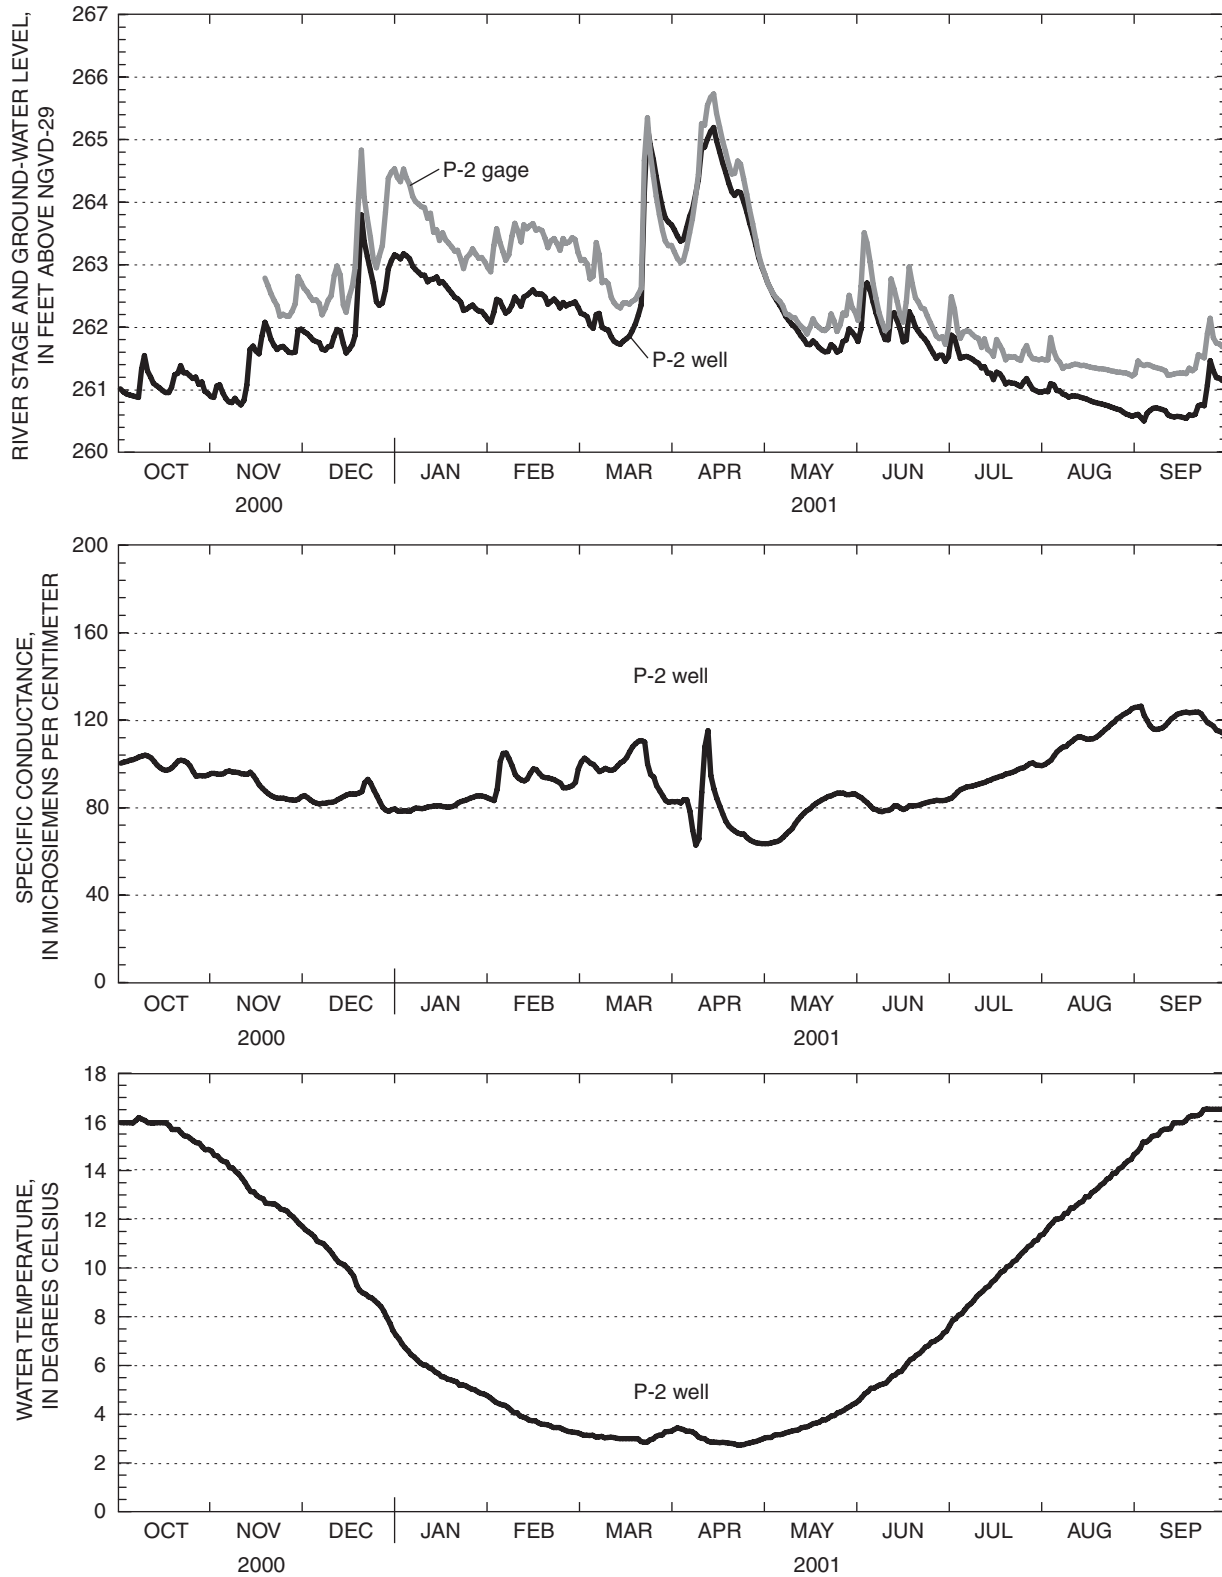 RIVER STAGE AND GROUND-WATER LEVEL,
IN FEET ABOVE NGVD-29
267
266
265
264
263
262
261
260
P-2 gage
P-2 well
OCT NOV DEC JAN FEB MAR APR MAY JUN JUL AUG SEP
2000 2001
SPECIFIC CONDUCTANCE,
IN MICROSIEMENS PER CENTIMETER
200
160
120
80
40
0
P-2 well
OCT NOV DEC JAN FEB MAR APR MAY JUN JUL AUG SEP
2000 2001
WATER TEMPERATURE,
IN DEGREES CELSIUS
18
16
14
12
10
8
6
4
2
0
P-2 well
OCT NOV DEC JAN FEB MAR APR MAY JUN JUL AUG SEP
2000 2001